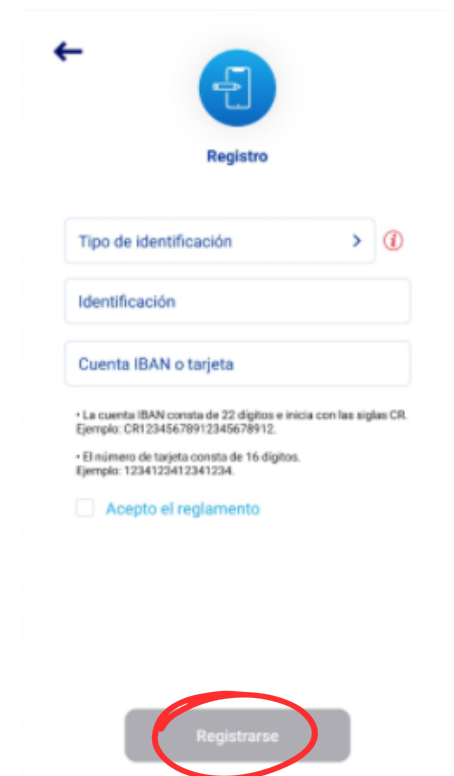 Registro
Tipo de identificación
Identificación
Cuenta IBAN o tarjeta
• La cuenta IBAN consta de 22 dígitos e inicia con las siglas CR.
Ejemplo: CR12345678912345678912.
• El número de tarjeta consta de 16 dígitos.
Ejemplo: 1234123412341234.
Acepto el reglamento
Registrarse